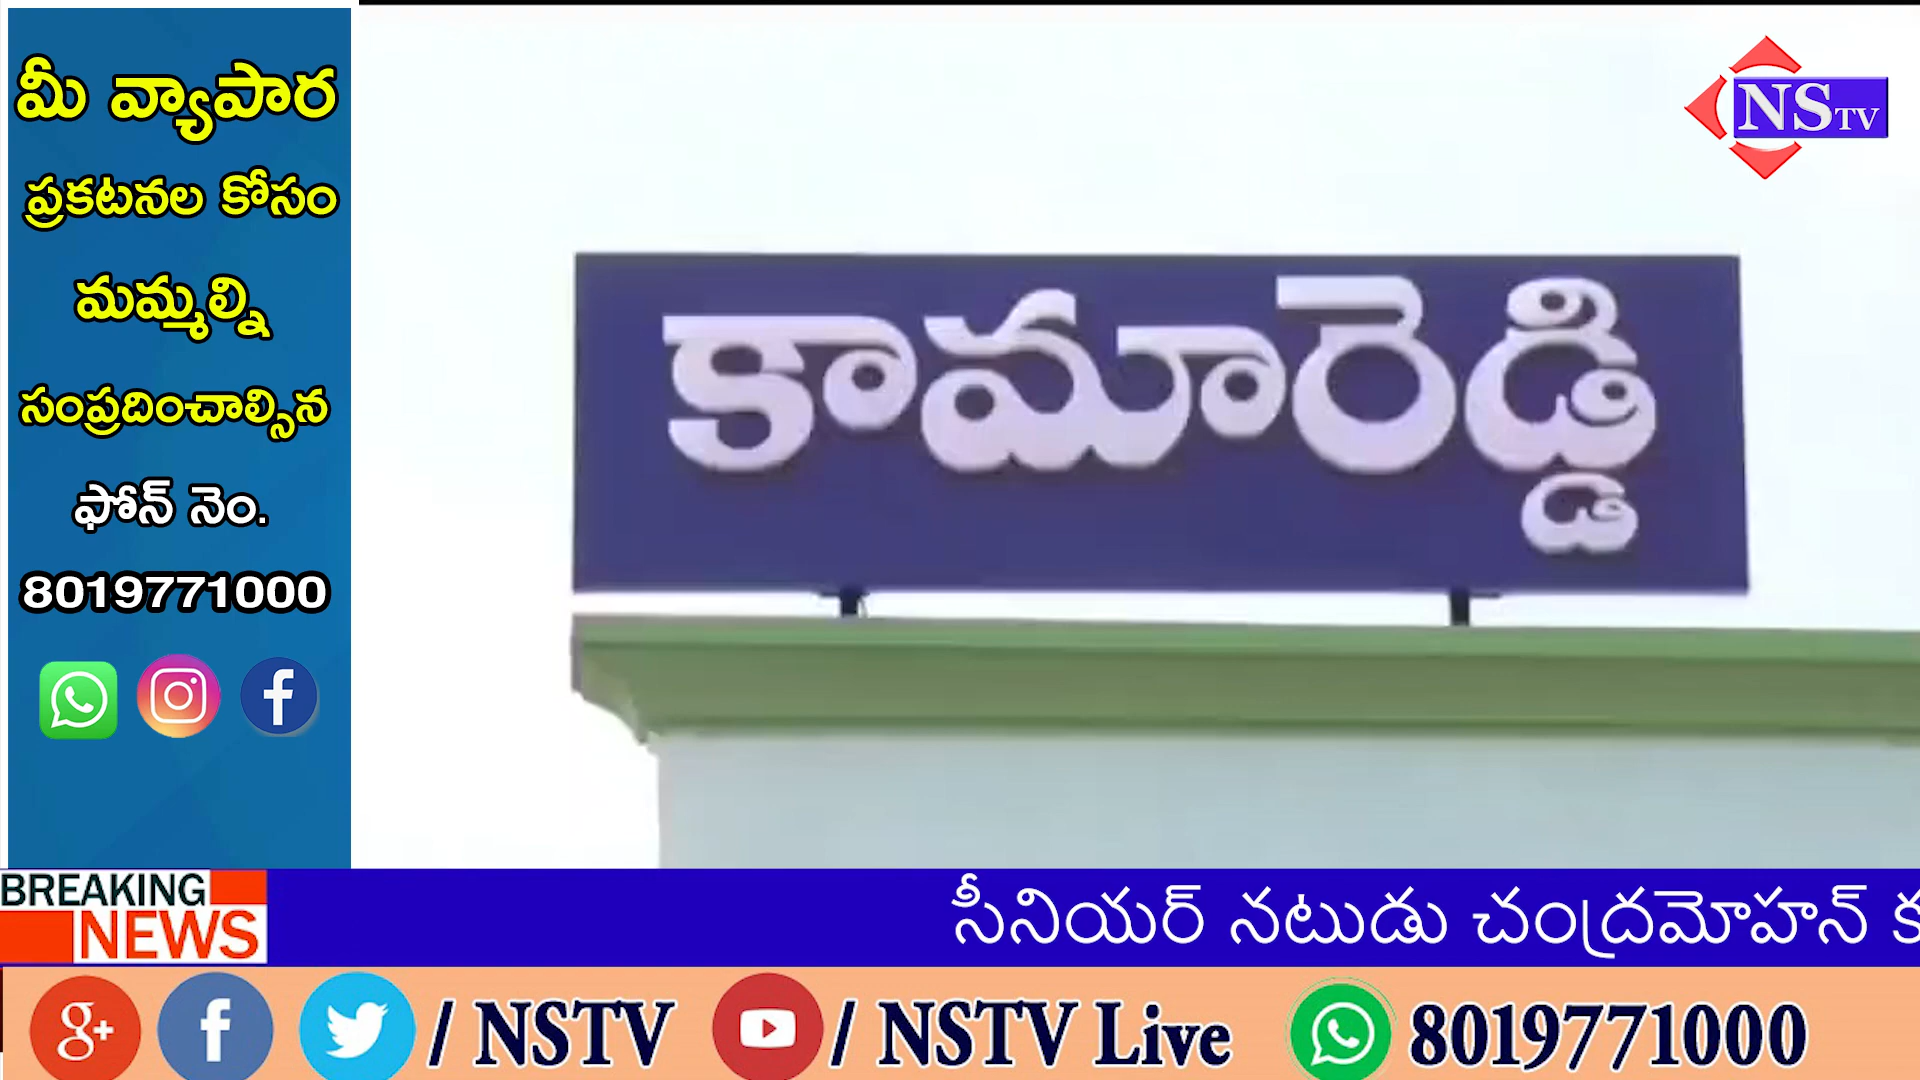 మీ వ్యాపార
ప్రకటనల కోసం
మమ్మల్ని
సంప్రదించాల్సిన
ఫోన్ నెం.
8019771000
NSTV
కామారెడ్డి
BREAKING
NEWS
సీనియర్ నటుడు చంద్రమోహన్
/ NSTV
/ NSTV Live
8019771000